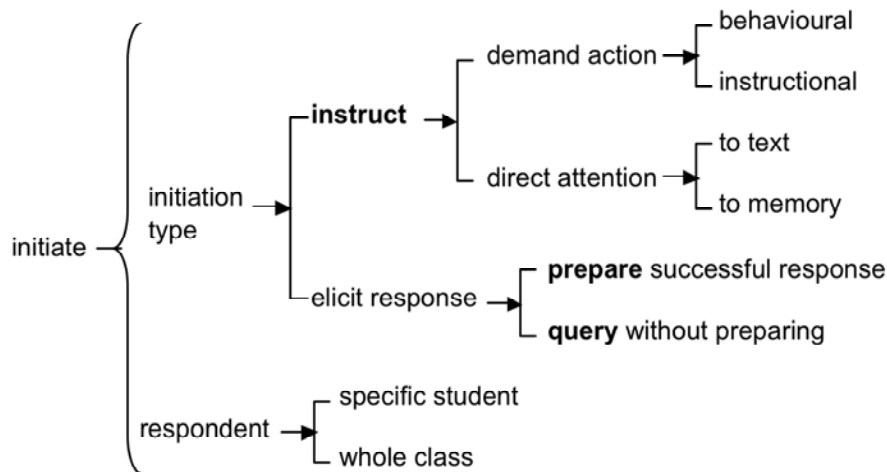 behavioural
demand action
instructional
instruct
to text
direct attention
to memory
initiation
type
initiate
prepare successful response
elicit response
query without preparing
specific student
respondent
whole class